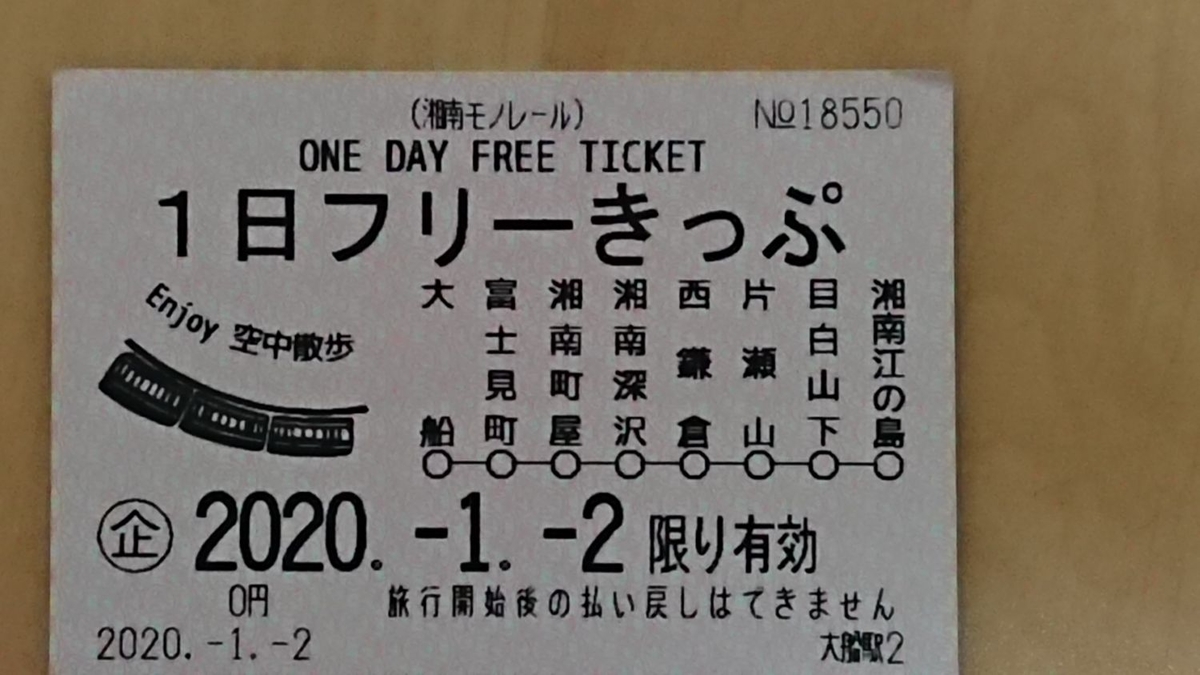 (湘南モノレール)
№18550
ONE DAY FREE TICKET
1日フリーきっぷ
Enjoy 空中散歩
大船
富士見町
湘南町屋
湘南深沢
西鎌倉
片瀬山
目白山下
湘南江の島
企 2020.-1.-2限り有効
0円
旅行開始後の払い戻しはできません
2020.-1.-2
大船駅2